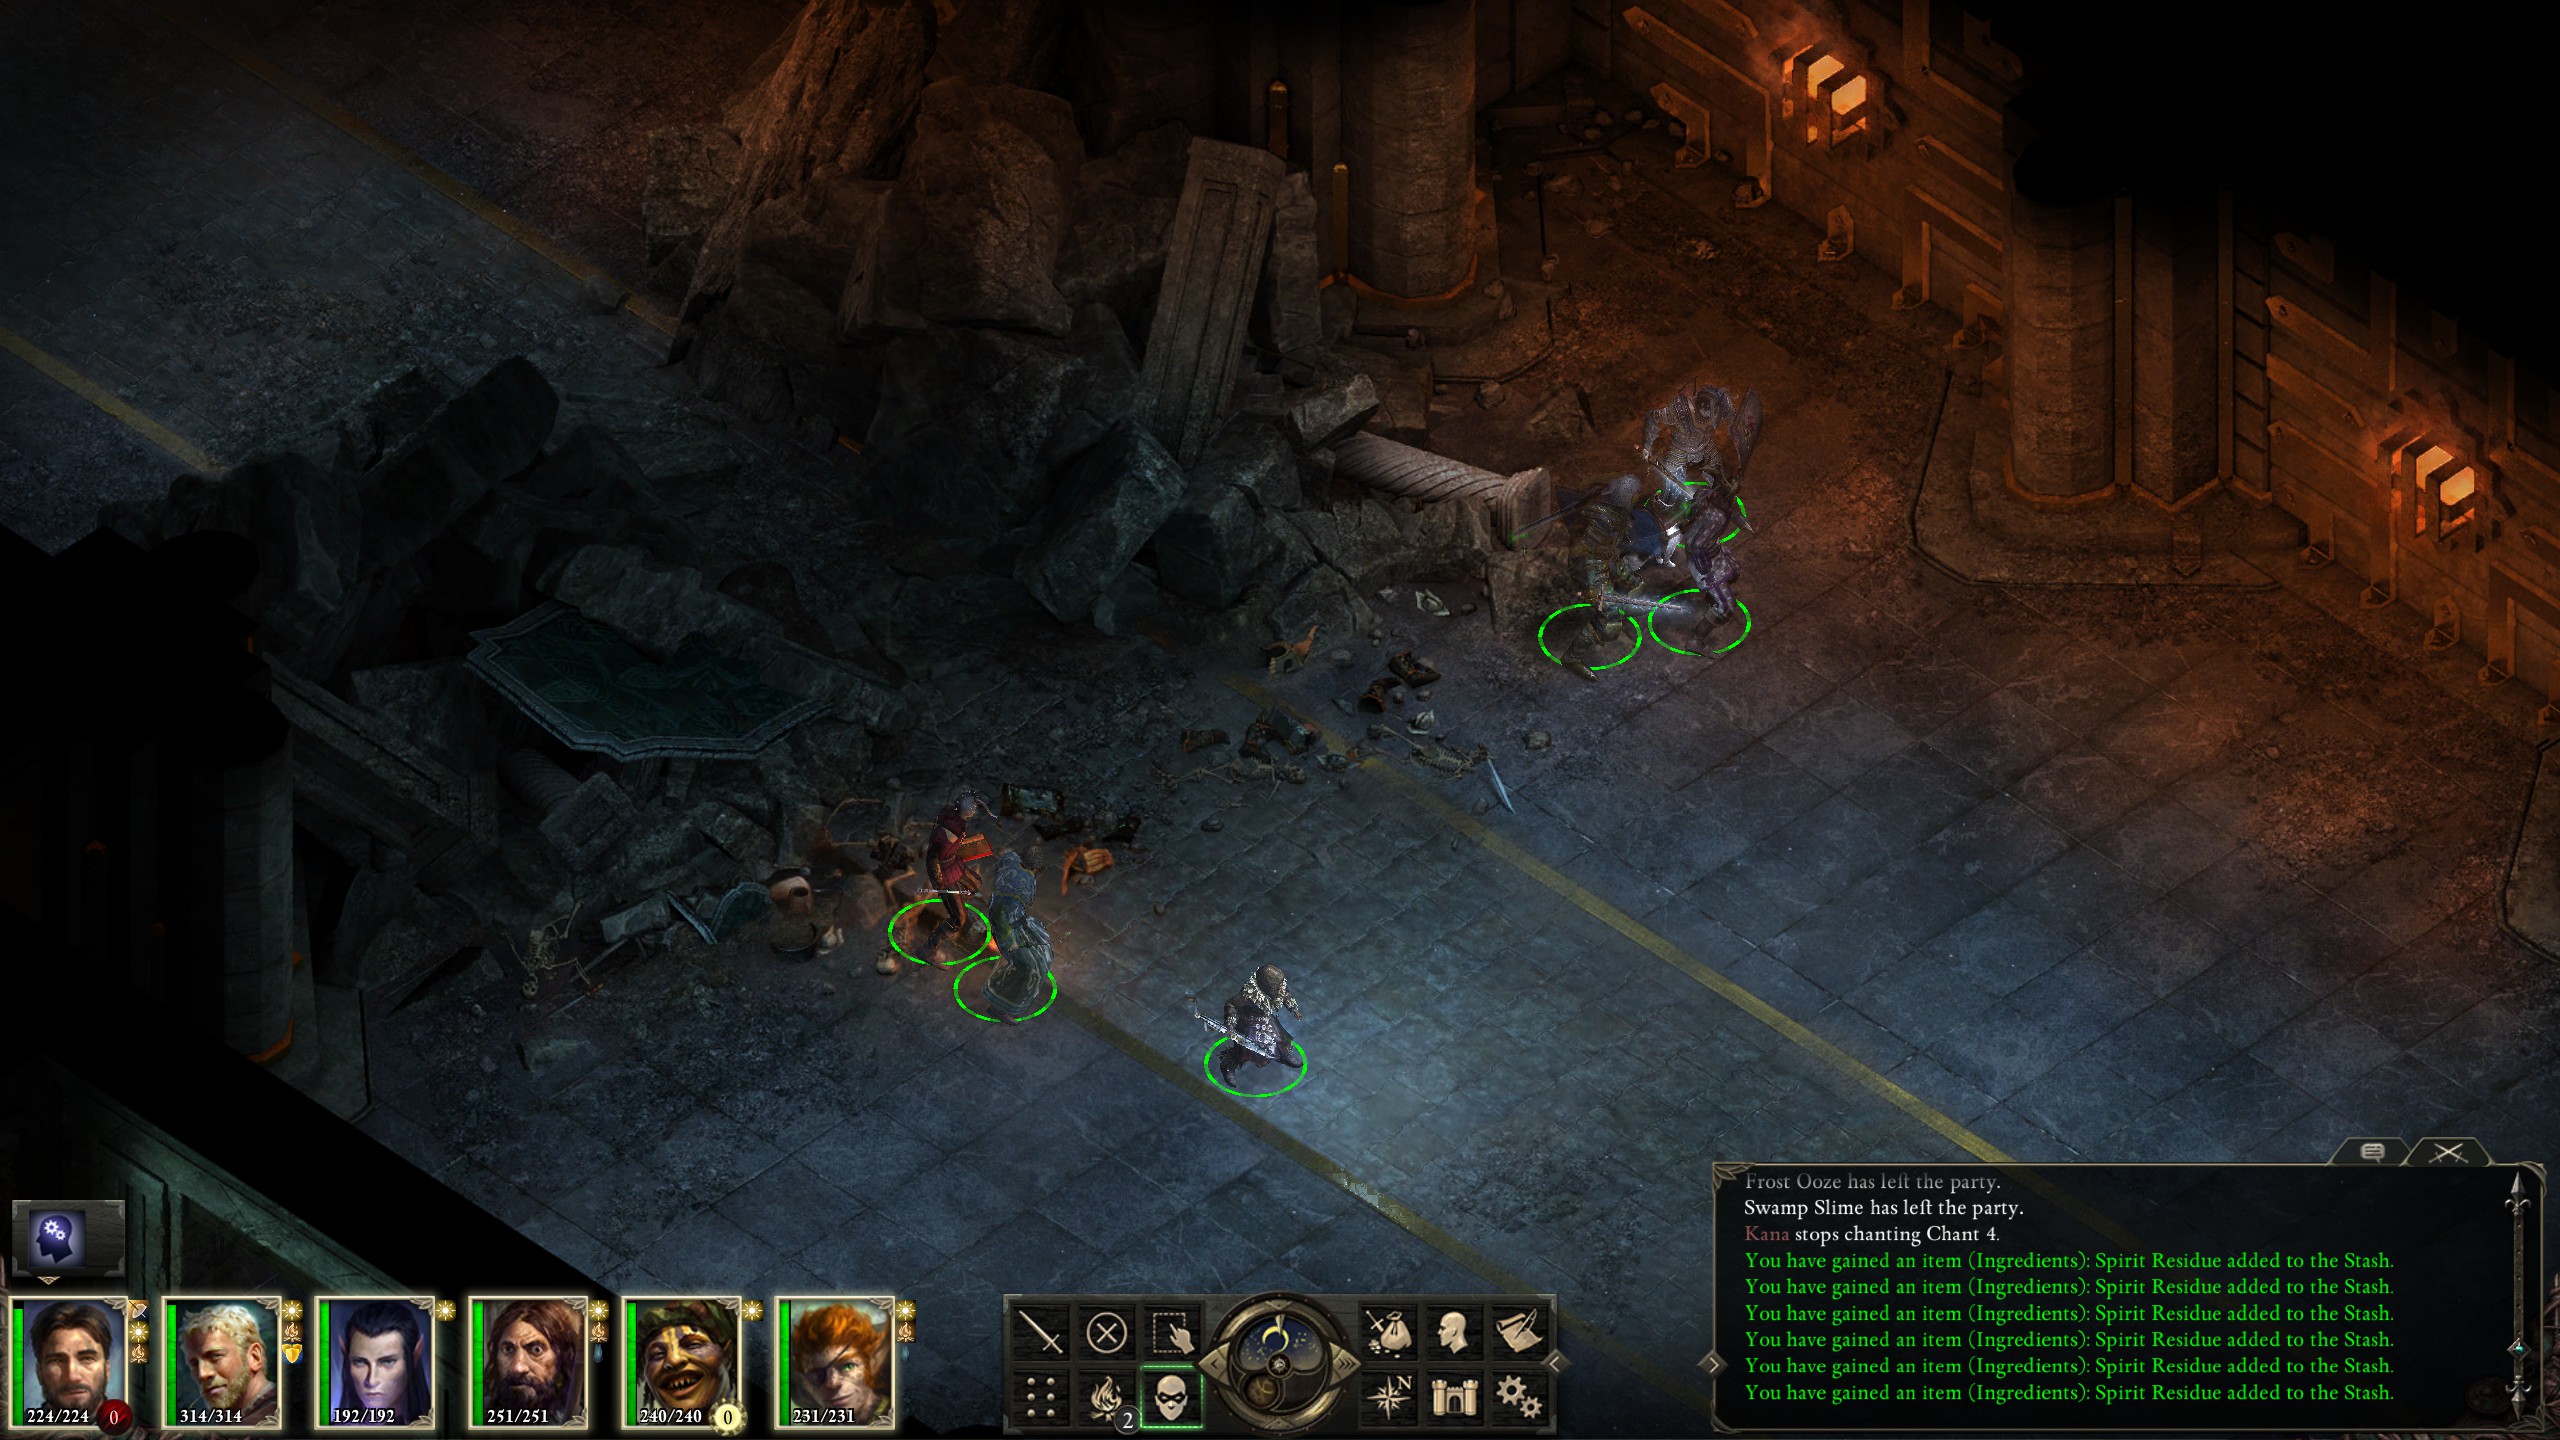 Frost Ooze has left the party.
Swamp Slime has left the party.
Kana stops chanting Chant 4.
You have gained an item (Ingredients): Spirit Residue added to the Stash.
You have gained an item (Ingredients): Spirit Residue added to the Stash.
You have gained an item (Ingredients): Spirit Residue added to the Stash.
You have gained an item (Ingredients): Spirit Residue added to the Stash.
You have gained an item (Ingredients): Spirit Residue added to the Stash.
You have gained an item (Ingredients): Spirit Residue added to the Stash.
224/224 0
314/314
192/192
251/251
240/240 0
231/231
2
N